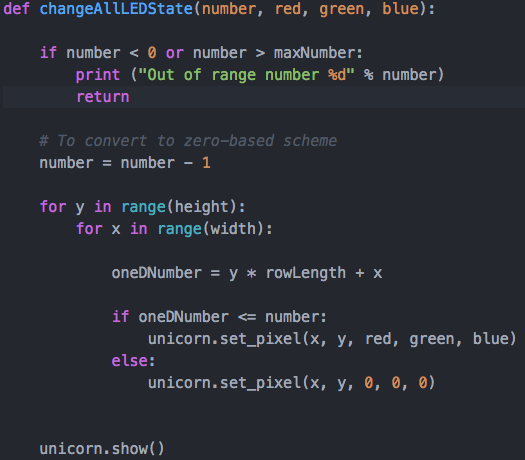 def changeAllLEDState(number, red, green, blue):
if number < 0 or number > maxNumber:
print ("Out of range number %d" % number)
return
# To convert to zero-based scheme
number = number - 1
for y in range(height):
for x in range(width):
oneDNumber = y * rowLength + x
if oneDNumber <= number:
unicorn.set_pixel(x, y, red, green, blue)
else:
unicorn.set_pixel(x, y, 0, 0, 0)
unicorn.show()